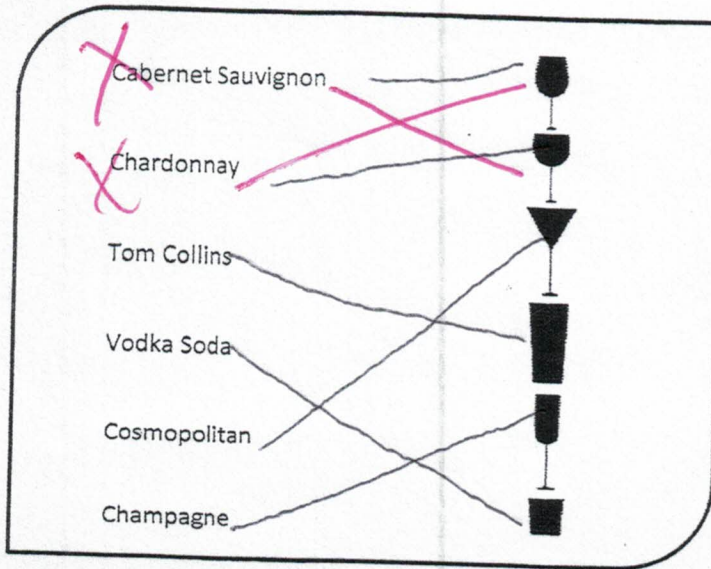 Cabernet Sauvignon
Chardonnay
Tom Collins
Vodka Soda
Cosmopolitan
Champagne